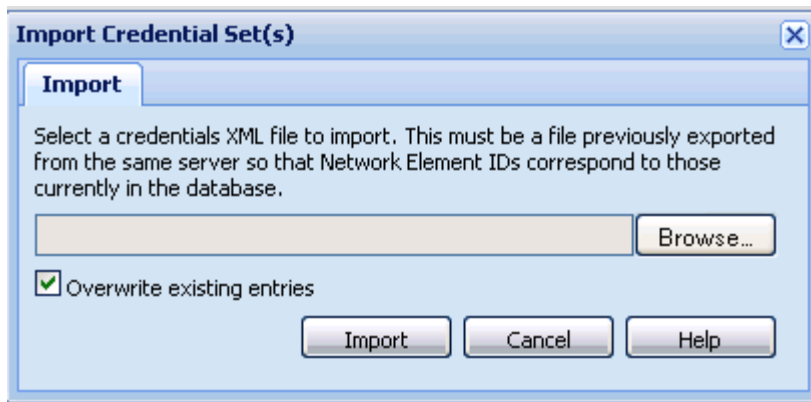 Import Credential Set(s)
Import
Select a credentials XML file to import. This must be a file previously exported
from the same server so that Network Element IDs correspond to those
currently in the database.
Browse...
Overwrite existing entries
Import Cancel Help